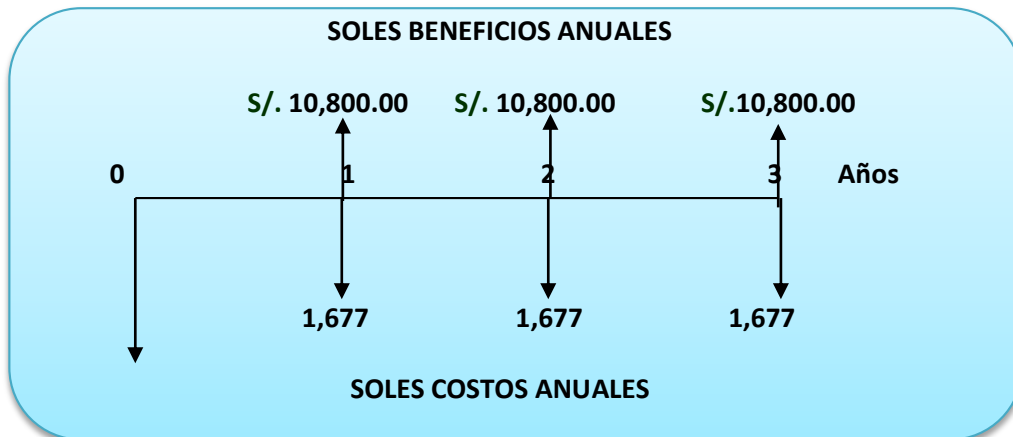 SOLES BENEFICIOS ANUALES
S/. 10,800.00 S/. 10,800.00 S/.10,800.00
0 1 2 3 Años
1,677 1,677 1,677
SOLES COSTOS ANUALES